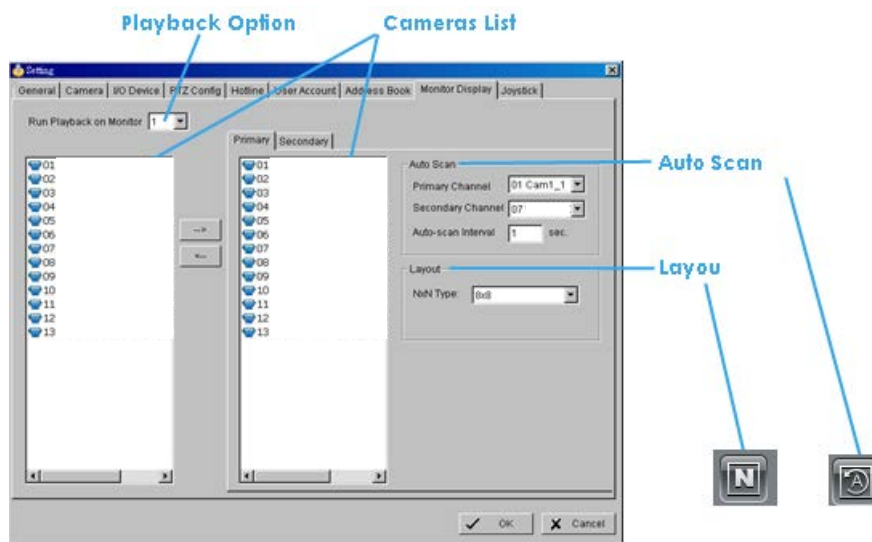 Playback Option
Cameras List
Setting
General Camera I/O Device PTZ Config Hotline User Account Address Book Monitor Display Joystick
Run Playback on Monitor 1
Primary Secondary
01
02
03
04
05
06
07
08
09
10
11
12
13
-->
<--
01
02
03
04
05
06
07
08
09
10
11
12
13
Auto Scan
Primary Channel 01 Cam1_1
Secondary Channel 07
Auto-scan Interval 1 sec.
Layout
NxN Type: 8x8
OK Cancel
Auto Scan
Layou
N
A